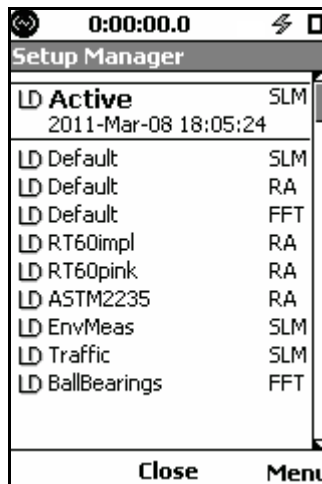 0:00:00.0
Setup Manager
LD Active SLM
2011-Mar-08 18:05:24
LD Default SLM
LD Default RA
LD Default FFT
LD RT60impl RA
LD RT60pink RA
LD ASTM2235 RA
LD EnvMeas SLM
LD Traffic SLM
LD BallBearings FFT
Close Menu